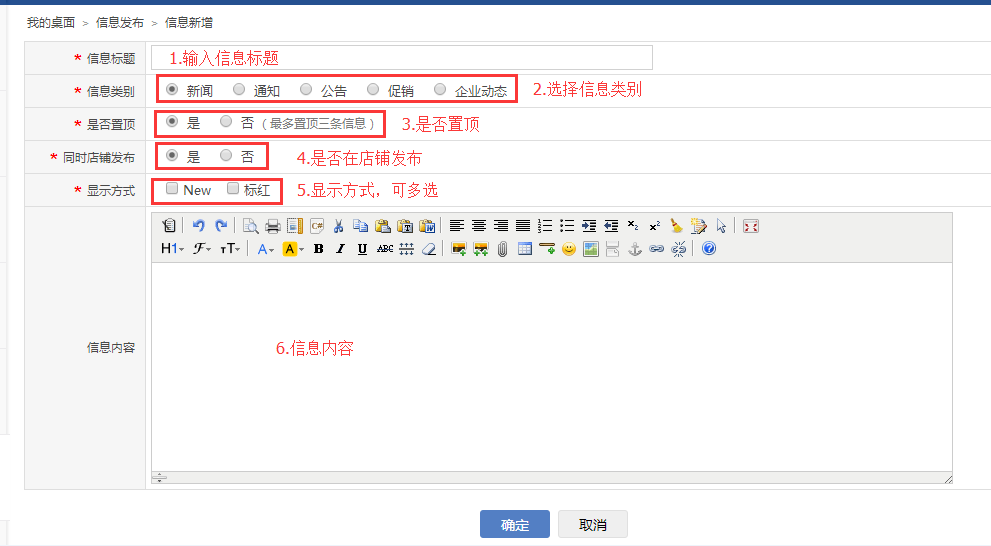 我的桌面 > 信息发布 > 信息新增
* 信息标题 1.输入信息标题
* 信息类别 新闻 通知 公告 促销 企业动态 2.选择信息类别
* 是否置顶 是 否 (最多置顶三条信息) 3.是否置顶
* 同时店铺发布 是 否 4.是否在店铺发布
* 显示方式 New 标红 5.显示方式，可多选
H1 F TT A A B I U ABC
信息内容 6.信息内容
确定 取消